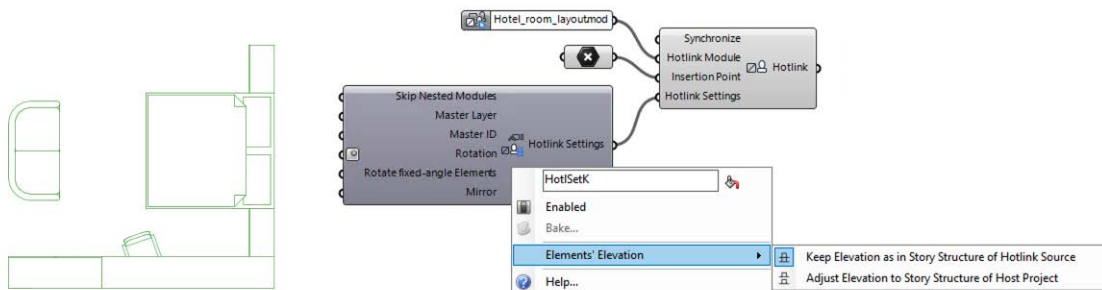 Hotel_room_layoutmod
Synchronize
Hotlink Module
Insertion Point
Hotlink Settings
Hotlink
Skip Nested Modules
Master Layer
Master ID
Rotation
Rotate fixed-angle Elements
Mirror
Hotlink Settings
HotlSetK
Enabled
Bake...
Elements' Elevation
Help...
Keep Elevation as in Story Structure of Hotlink Source
Adjust Elevation to Story Structure of Host Project